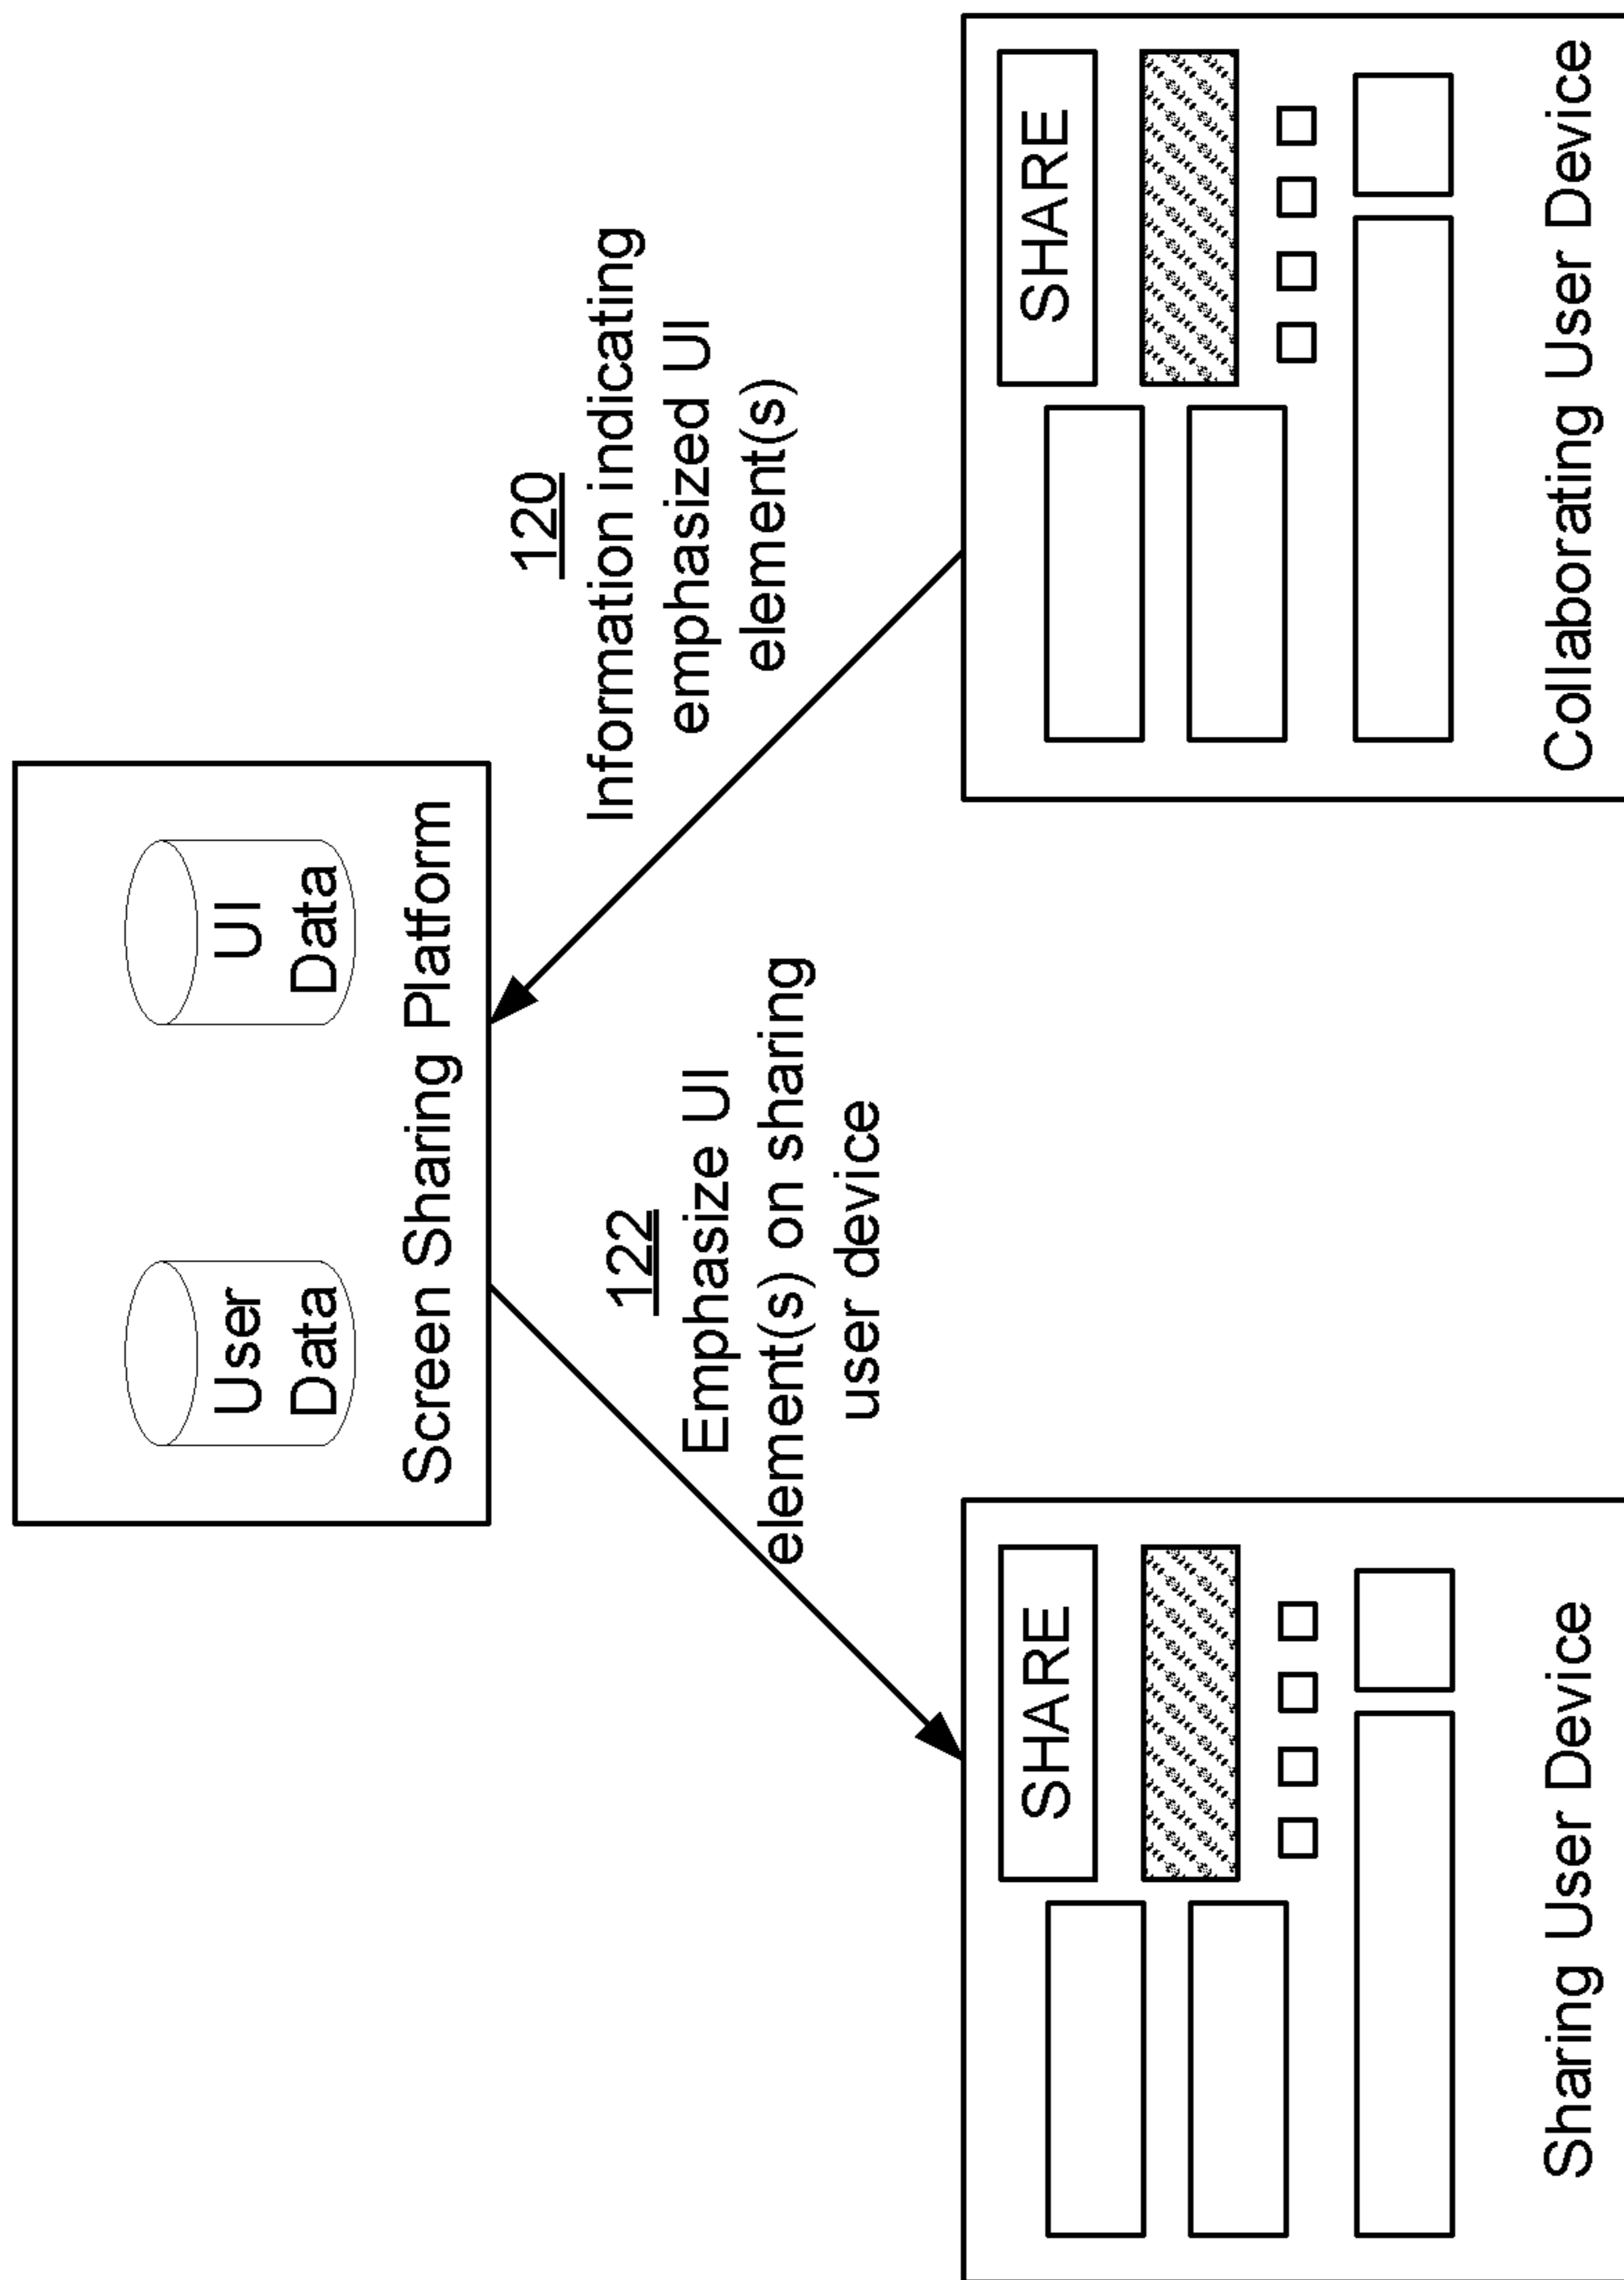 User
Data
UI
Data
Screen Sharing Platform
122
Emphasize UI
element(s) on sharing
user device
120
Information indicating
emphasized UI
element(s)
SHARE
Sharing User Device
SHARE
Collaborating User Device